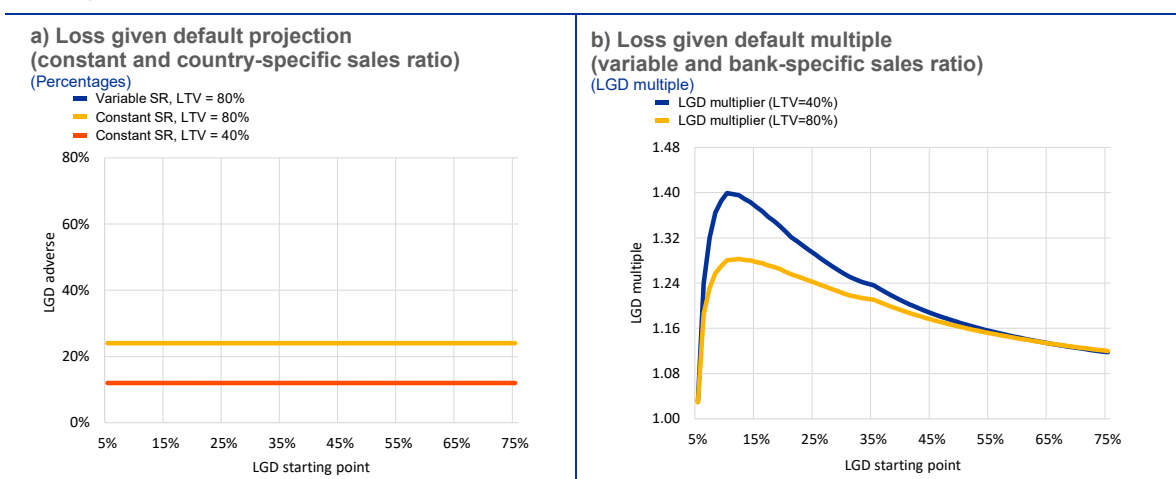 a) Loss given default projection
(constant and country-specific sales ratio)
(Percentages)
Variable SR, LTV = 80%
Constant SR, LTV = 80%
Constant SR, LTV = 40%
80%
60%
40%
20%
0%
LGD adverse
5% 15% 25% 35% 45% 55% 65% 75%
LGD starting point
b) Loss given default multiple
(variable and bank-specific sales ratio)
(LGD multiple)
LGD multiplier (LTV=40%)
LGD multiplier (LTV=80%)
1.48
1.40
1.32
1.24
1.16
1.08
1.00
LGD multiple
5% 15% 25% 35% 45% 55% 65% 75%
LGD starting point